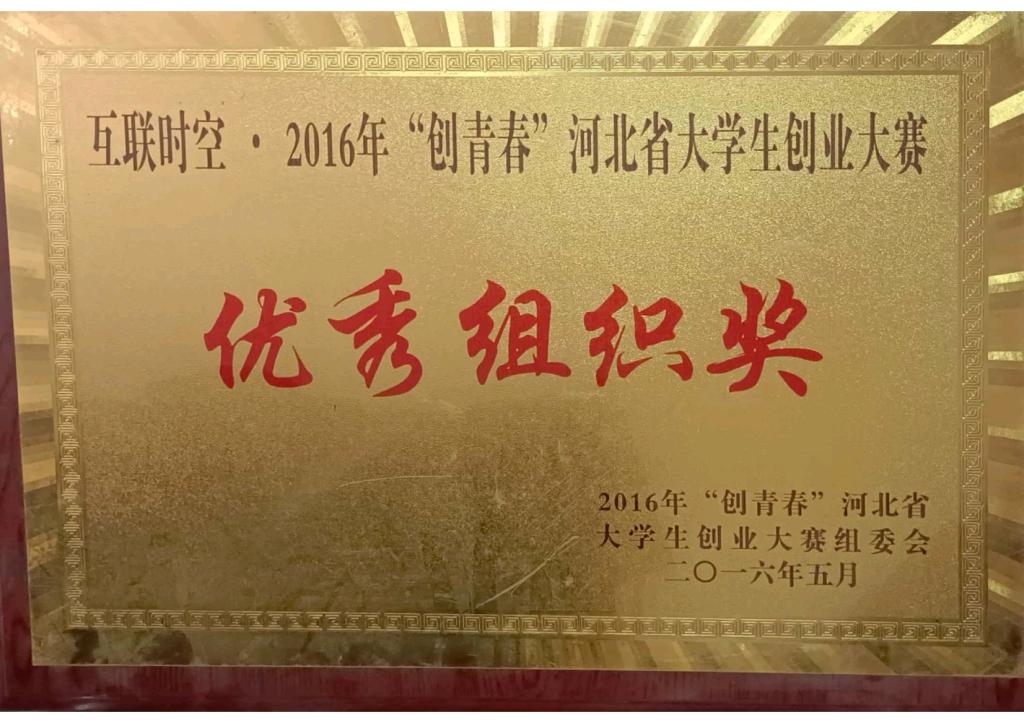 互联时空·2016年“创青春”河北省大学生创业大赛
优秀组织奖
2016年“创青春”河北省
大学生创业大赛组委会
二〇一六年五月